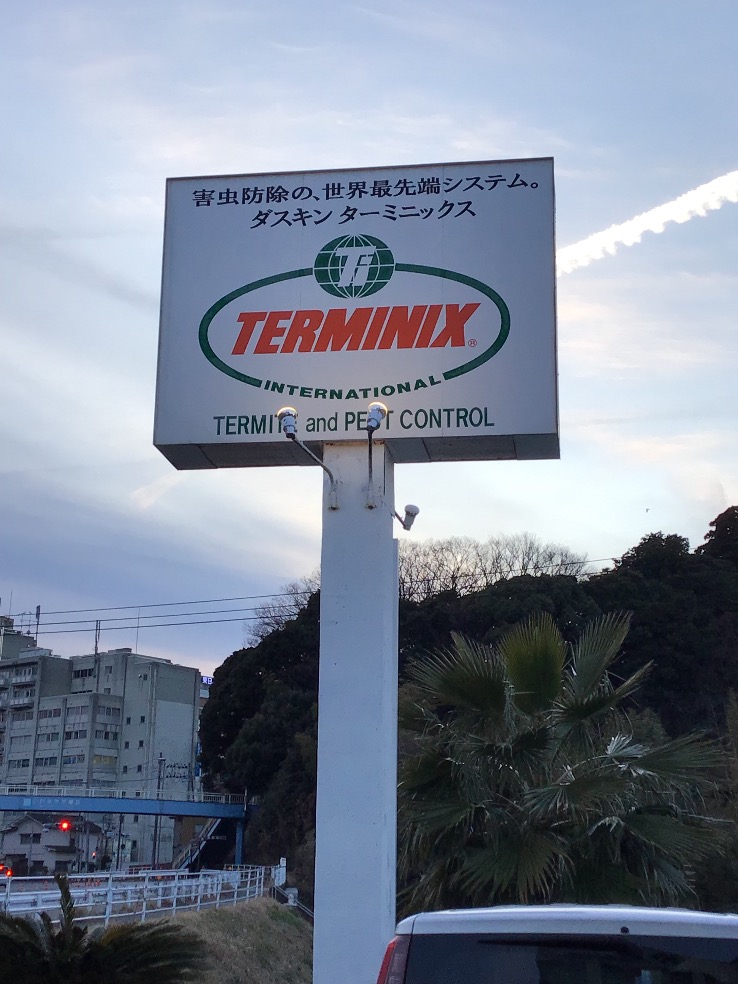 害虫防除の、世界最先端システム。
ダスキン ターミニックス
TERMINIX®
INTERNATIONAL
TERMITE and PEST CONTROL